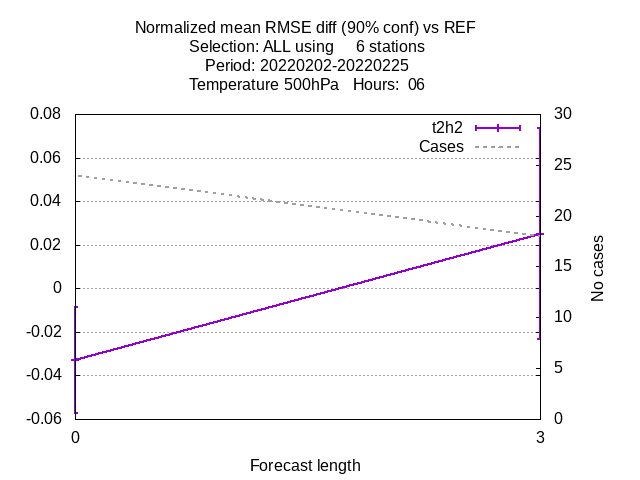 Normalized mean RMSE diff (90% conf) vs REF
Selection: ALL using     6 stations
Period: 20220202-20220225
Temperature 500hPa   Hours:  06
0.08
0.06
0.04
0.02
0
-0.02
-0.04
-0.06
30
25
20
15
10
5
0
t2h2
Cases
No cases
0
3
Forecast length